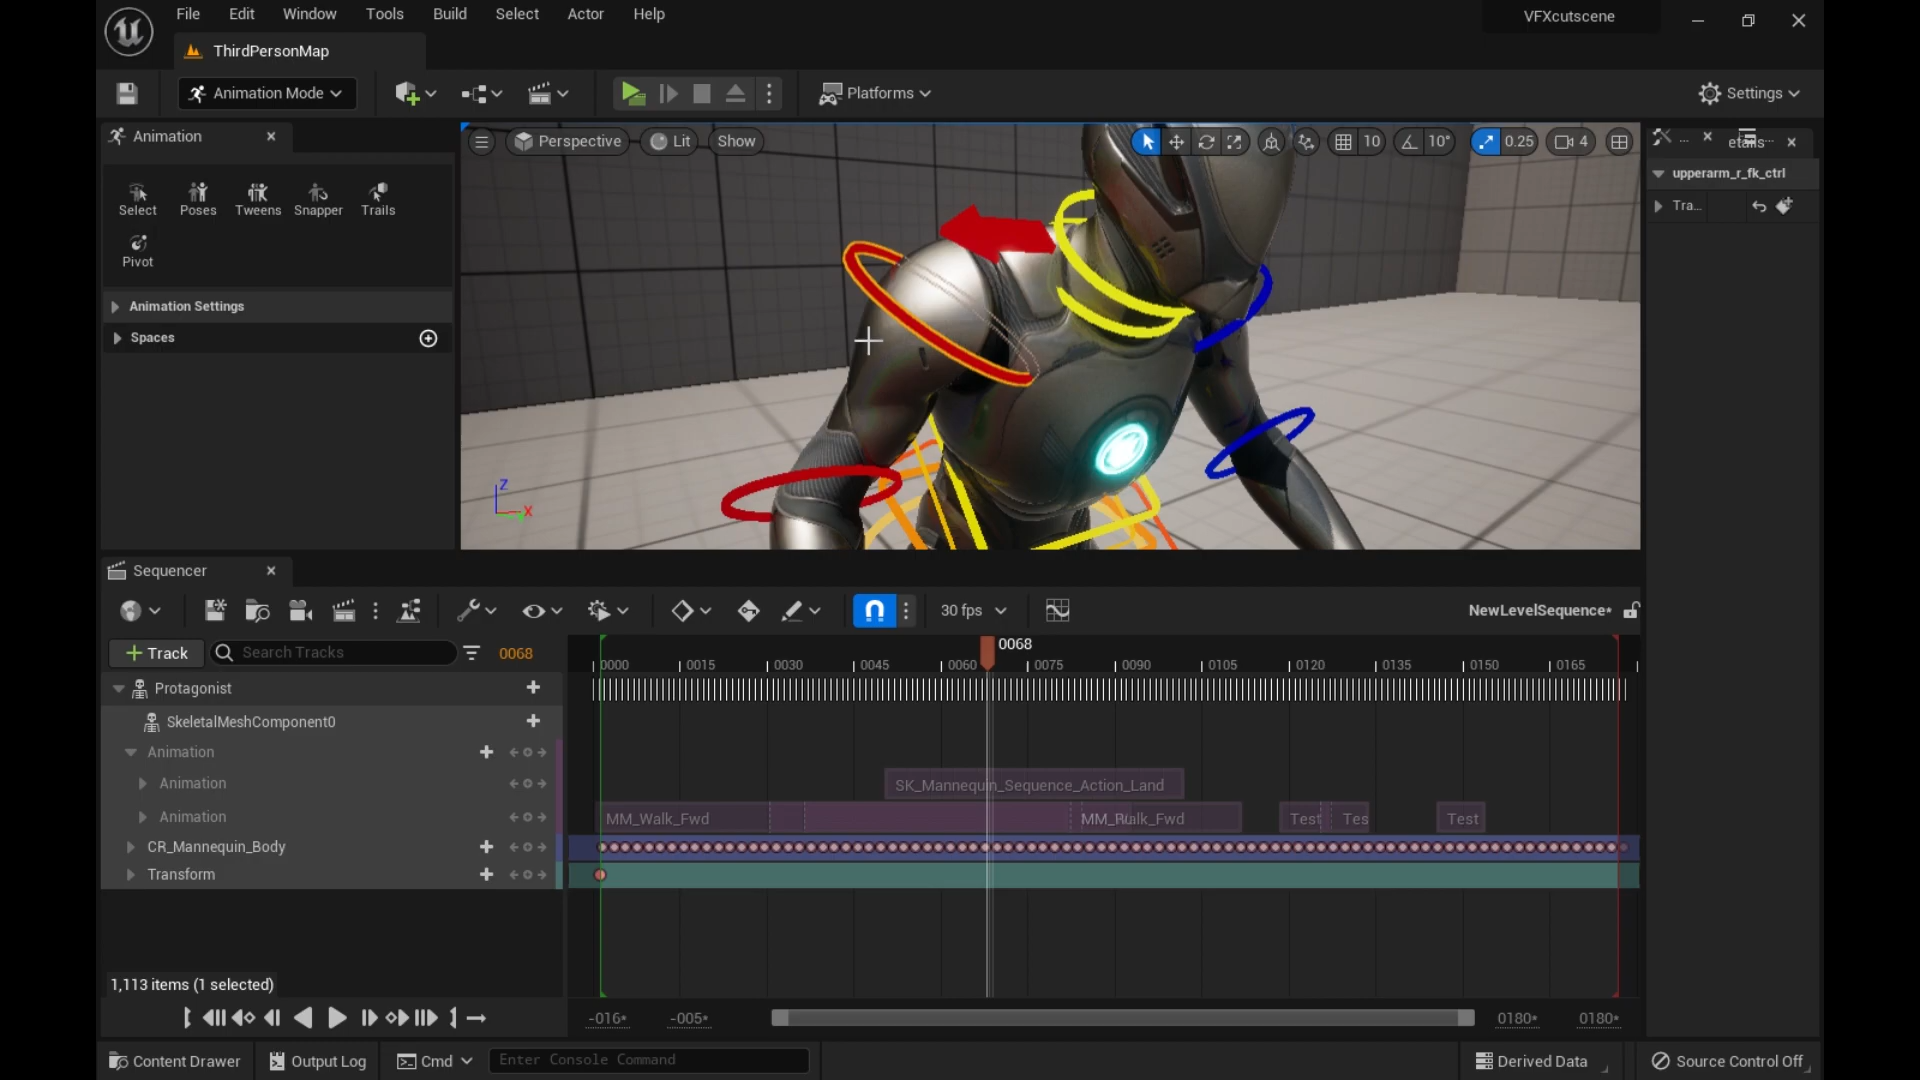 File Edit Window Tools Build Select Actor Help
VFXcutscene
ThirdPersonMap
Animation Mode
Platforms
Settings
Animation
Perspective
Lit
Show
10
10°
0.25
4
...
etails...
Select
Poses
Tweens
Snapper
Trails
Pivot
upperarm_r_fk_ctrl
Tra...
Animation Settings
Spaces
Z
X
Sequencer
30 fps
NewLevelSequence*
+ Track
Search Tracks
0068
0068
0000 0015 0030 0045 0060 0075 0090 0105 0120 0135 0150 0165
Protagonist
SkeletalMeshComponent0
Animation
Animation
SK_Mannequin_Sequence_Action_Land
Animation
MM_Walk_Fwd
MM_Walk_Fwd
Test
Tes
Test
CR_Mannequin_Body
Transform
1,113 items (1 selected)
-016*
-005*
0180*
0180*
Content Drawer
Output Log
Cmd
Enter Console Command
Derived Data
Source Control Off